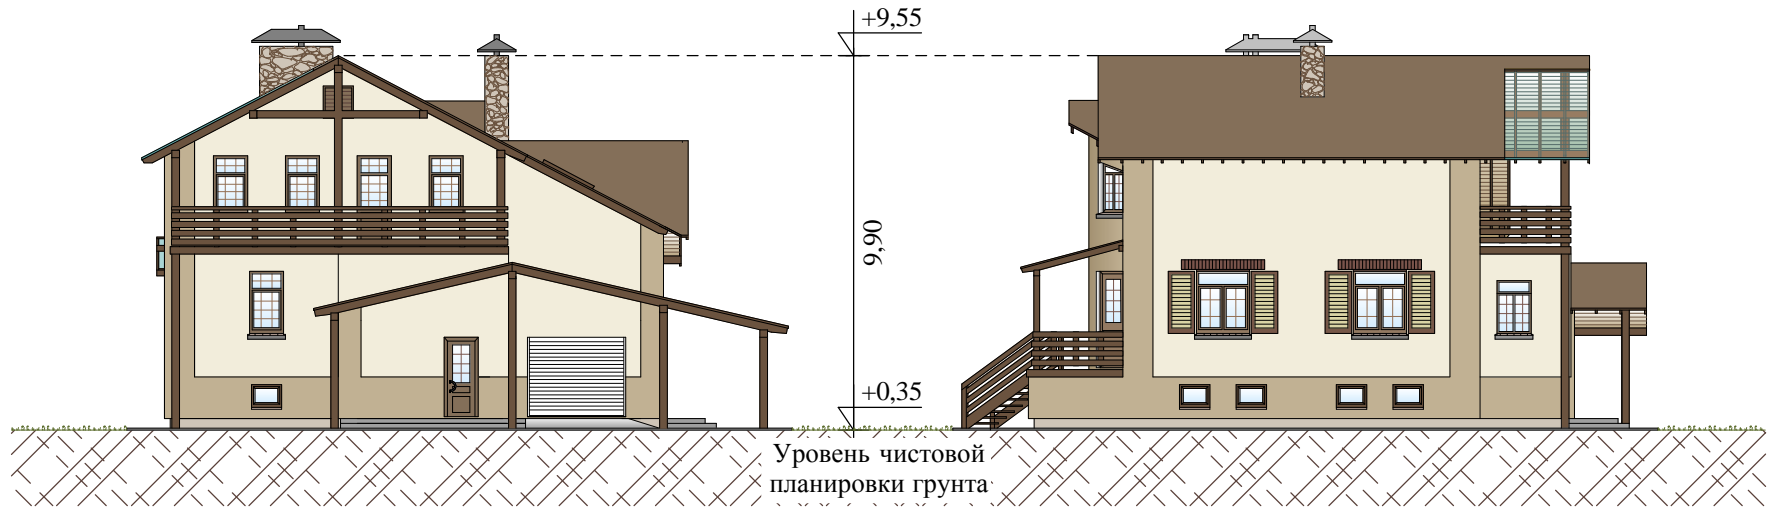 +9,55
9,90
+0,35
Уровень чистовой
планировки грунта